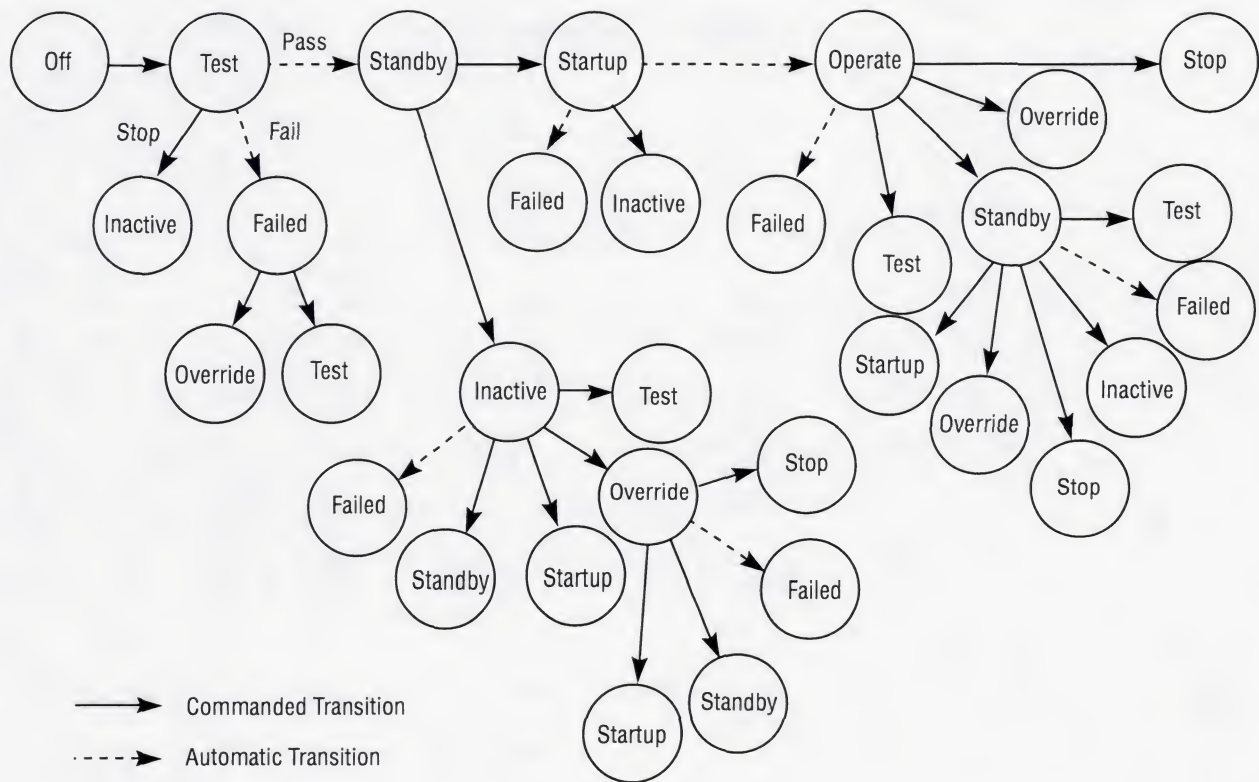 Off
Test
Pass
Standby
Startup
Operate
Stop
Override
Stop
Fail
Inactive
Failed
Failed
Inactive
Failed
Test
Standby
Test
Failed
Override
Test
Startup
Override
Stop
Inactive
Inactive
Test
Failed
Standby
Startup
Override
Stop
Failed
Startup
Standby
Commanded Transition
Automatic Transition